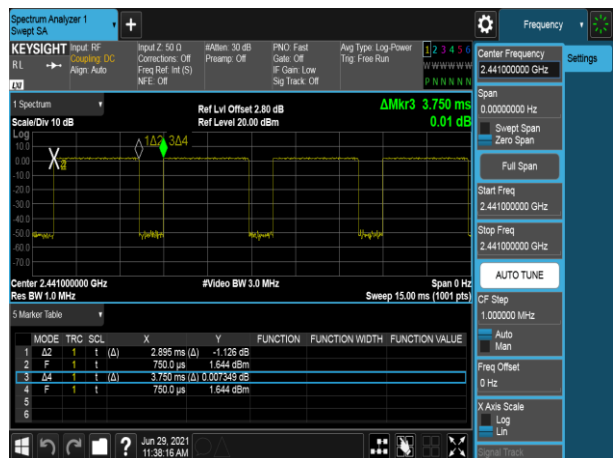 Spectrum Analyzer 1
Swept SA
+
Frequency
KEYSIGHT Input: RF Input Z: 50 Ω #Atten: 30 dB PNO: Fast Avg Type: Log-Power 1 2 3 4 5 6
RL Coupling: DC Corrections: Off Preamp: Off Gate: Off Trig: Free Run W W W W W W
Align: Auto Freq Ref: Int (S) IF Gain: Low
NFE: Off Sig Track: Off P N N N N N
LXI
Center Frequency
2.441000000 GHz
Settings
1 Spectrum
Ref Lvl Offset 2.80 dB
ΔMkr3 3.750 ms
Scale/Div 10 dB
Ref Level 20.00 dBm
0.01 dB
Log
10.0
0.00
-10.0
-20.0
-30.0
-40.0
-50.0
-60.0
-70.0
X
1Δ2 3Δ4
Center 2.441000000 GHz #Video BW 3.0 MHz Span 0 Hz
Res BW 1.0 MHz Sweep 15.00 ms (1001 pts)
Span
0.00000000 Hz
Swept Span
Zero Span
Full Span
Start Freq
2.441000000 GHz
Stop Freq
2.441000000 GHz
AUTO TUNE
CF Step
1.000000 MHz
Auto
Man
Freq Offset
0 Hz
X Axis Scale
Log
Lin
Signal Track
5 Marker Table
MODE TRC SCL X Y FUNCTION FUNCTION WIDTH FUNCTION VALUE
1 Δ2 1 t (Δ) 2.895 ms (Δ) -1.126 dB
2 F 1 t 750.0 µs 1.644 dBm
3 Δ4 1 t (Δ) 3.750 ms (Δ) 0.007349 dB
4 F 1 t 750.0 µs 1.644 dBm
5
6
? Jun 29, 2021
11:38:16 AM